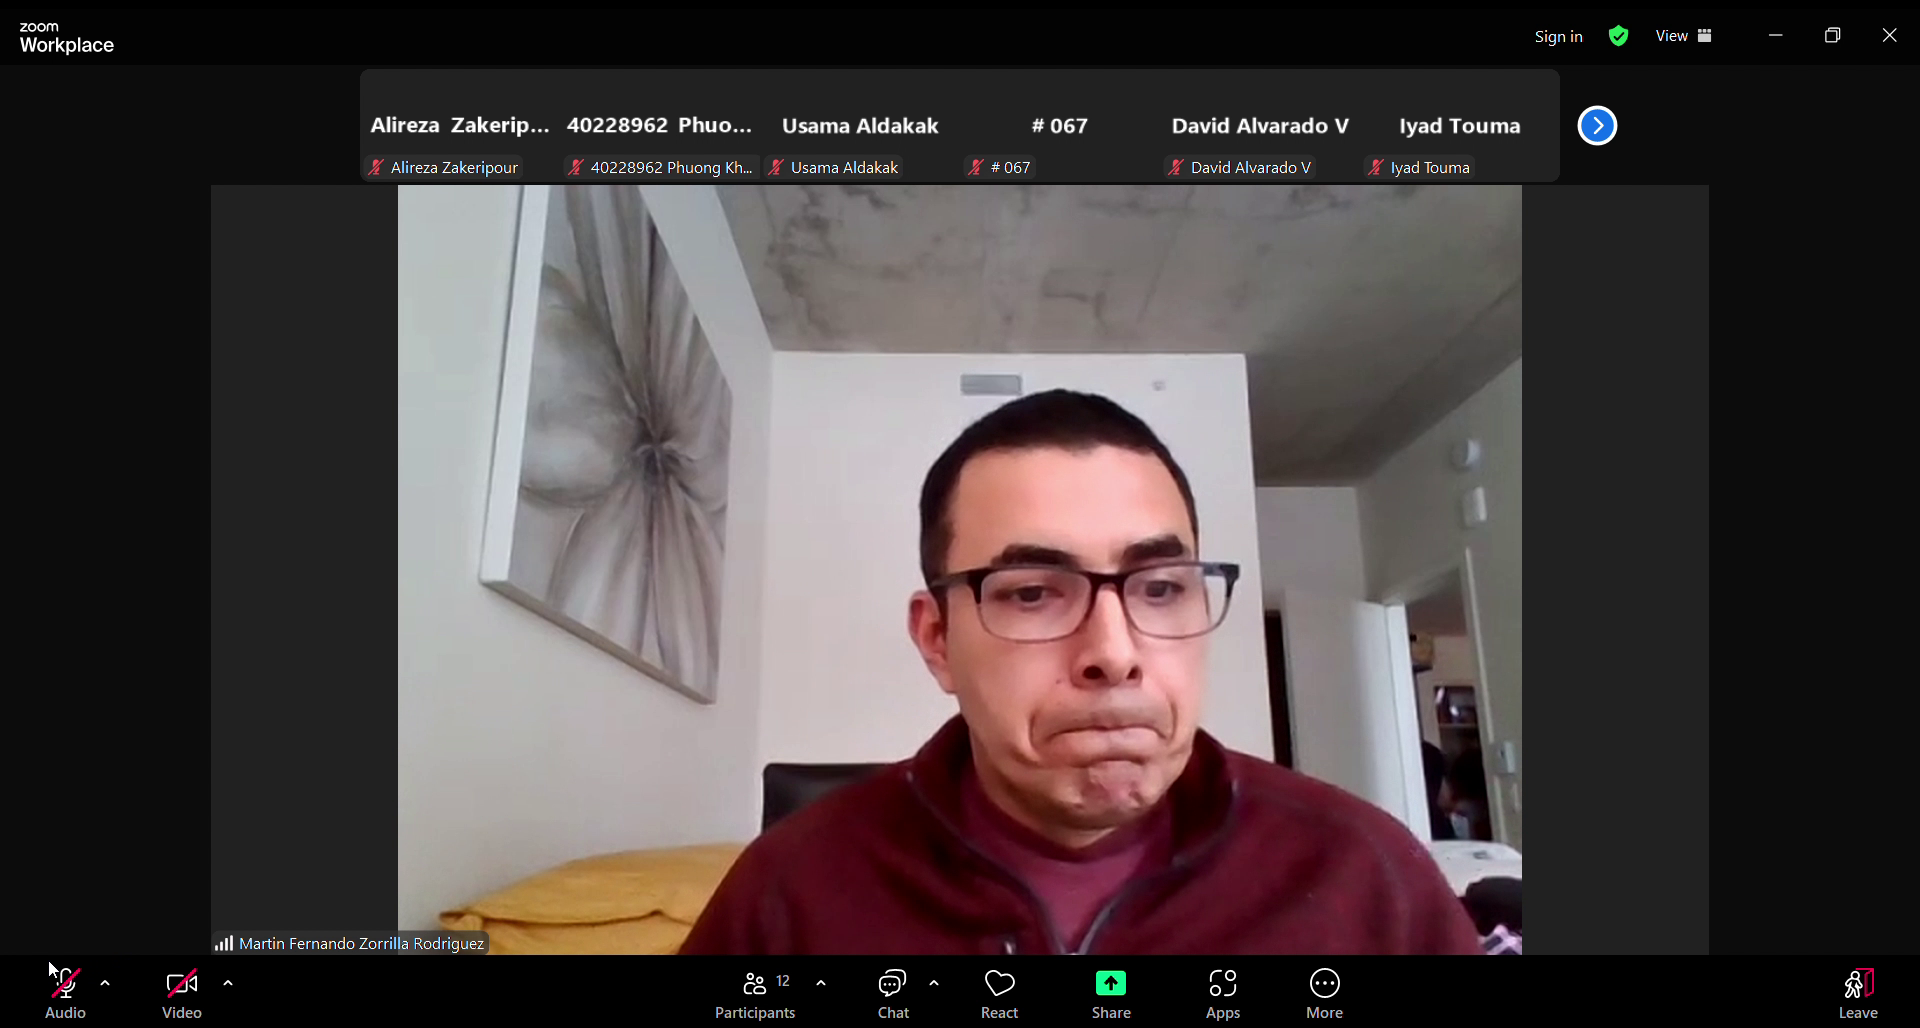 zoom
Workplace
Sign in
View
Alireza Zakerip...
40228962 Phuo...
Usama Aldakak
# 067
David Alvarado V
Iyad Touma
Alireza Zakeripour
40228962 Phuong Kh...
Usama Aldakak
# 067
David Alvarado V
Iyad Touma
Martin Fernando Zorrilla Rodriguez
Audio
Video
12
Participants
Chat
React
Share
Apps
More
Leave